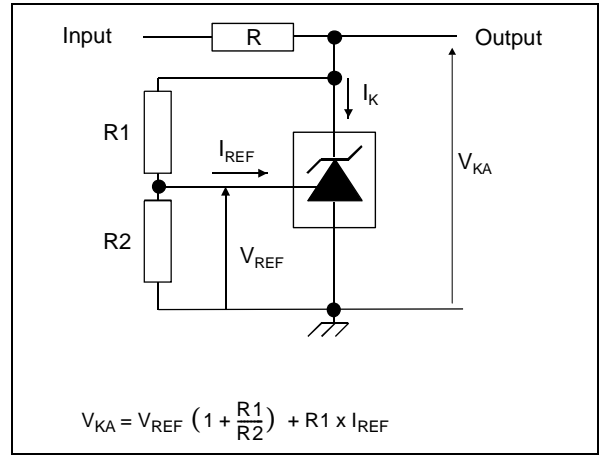 Input R Output
I_K
R1
I_REF
V_KA
R2
V_REF
V_KA = V_REF (1 + R1/R2) + R1 x I_REF